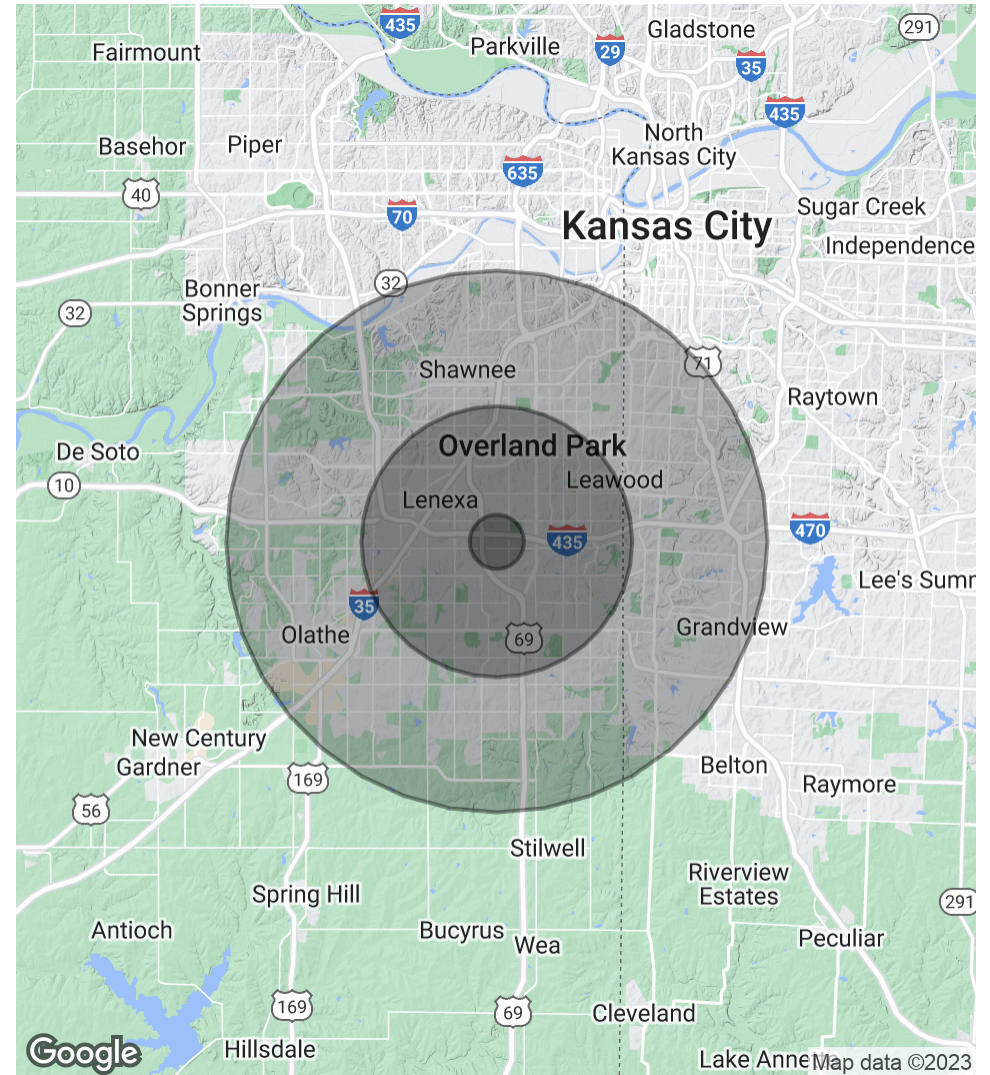 435
Parkville
Gladstone
291
Fairmount
29
35
435
Basehor
Piper
North
Kansas City
635
40
70
Kansas City
Sugar Creek
Independence
32
Bonner
Springs
32
Shawnee
71
Raytown
De Soto
Overland Park
Leawood
10
Lenexa
435
470
Lee's Summ
35
Olathe
69
Grandview
New Century
Gardner
169
Belton
Raymore
56
Stilwell
Riverview
Estates
Spring Hill
291
Antioch
Bucyrus
Wea
Peculiar
169
69
Cleveland
Google
Hillsdale
Lake Anne
Map data ©2023